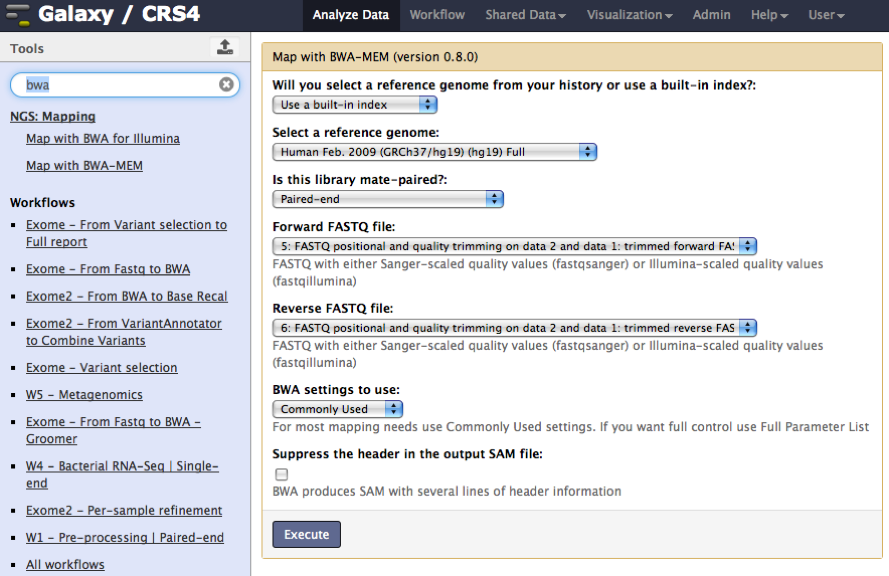 Galaxy / CRS4
Analyze Data Workflow Shared Data Visualization Admin Help User
Tools
bwa
NGS: Mapping
Map with BWA for Illumina
Map with BWA-MEM
Workflows
Exome - From Variant selection to
Full report
Exome - From Fastq to BWA
Exome2 - From BWA to Base Recal
Exome2 - From VariantAnnotator
to Combine Variants
Exome - Variant selection
W5 - Metagenomics
Exome - From Fastq to BWA -
Groomer
W4 - Bacterial RNA-Seq | Single-
end
Exome2 - Per-sample refinement
W1 - Pre-processing | Paired-end
All workflows
Map with BWA-MEM (version 0.8.0)
Will you select a reference genome from your history or use a built-in index?:
Use a built-in index
Select a reference genome:
Human Feb. 2009 (GRCh37/hg19) (hg19) Full
Is this library mate-paired?:
Paired-end
Forward FASTQ file:
5: FASTQ positional and quality trimming on data 2 and data 1: trimmed forward FAS
FASTQ with either Sanger-scaled quality values (fastqsanger) or Illumina-scaled quality values
(fastqillumina)
Reverse FASTQ file:
6: FASTQ positional and quality trimming on data 2 and data 1: trimmed reverse FAS
FASTQ with either Sanger-scaled quality values (fastqsanger) or Illumina-scaled quality values
(fastqillumina)
BWA settings to use:
Commonly Used
For most mapping needs use Commonly Used settings. If you want full control use Full Parameter List
Suppress the header in the output SAM file:
BWA produces SAM with several lines of header information
Execute